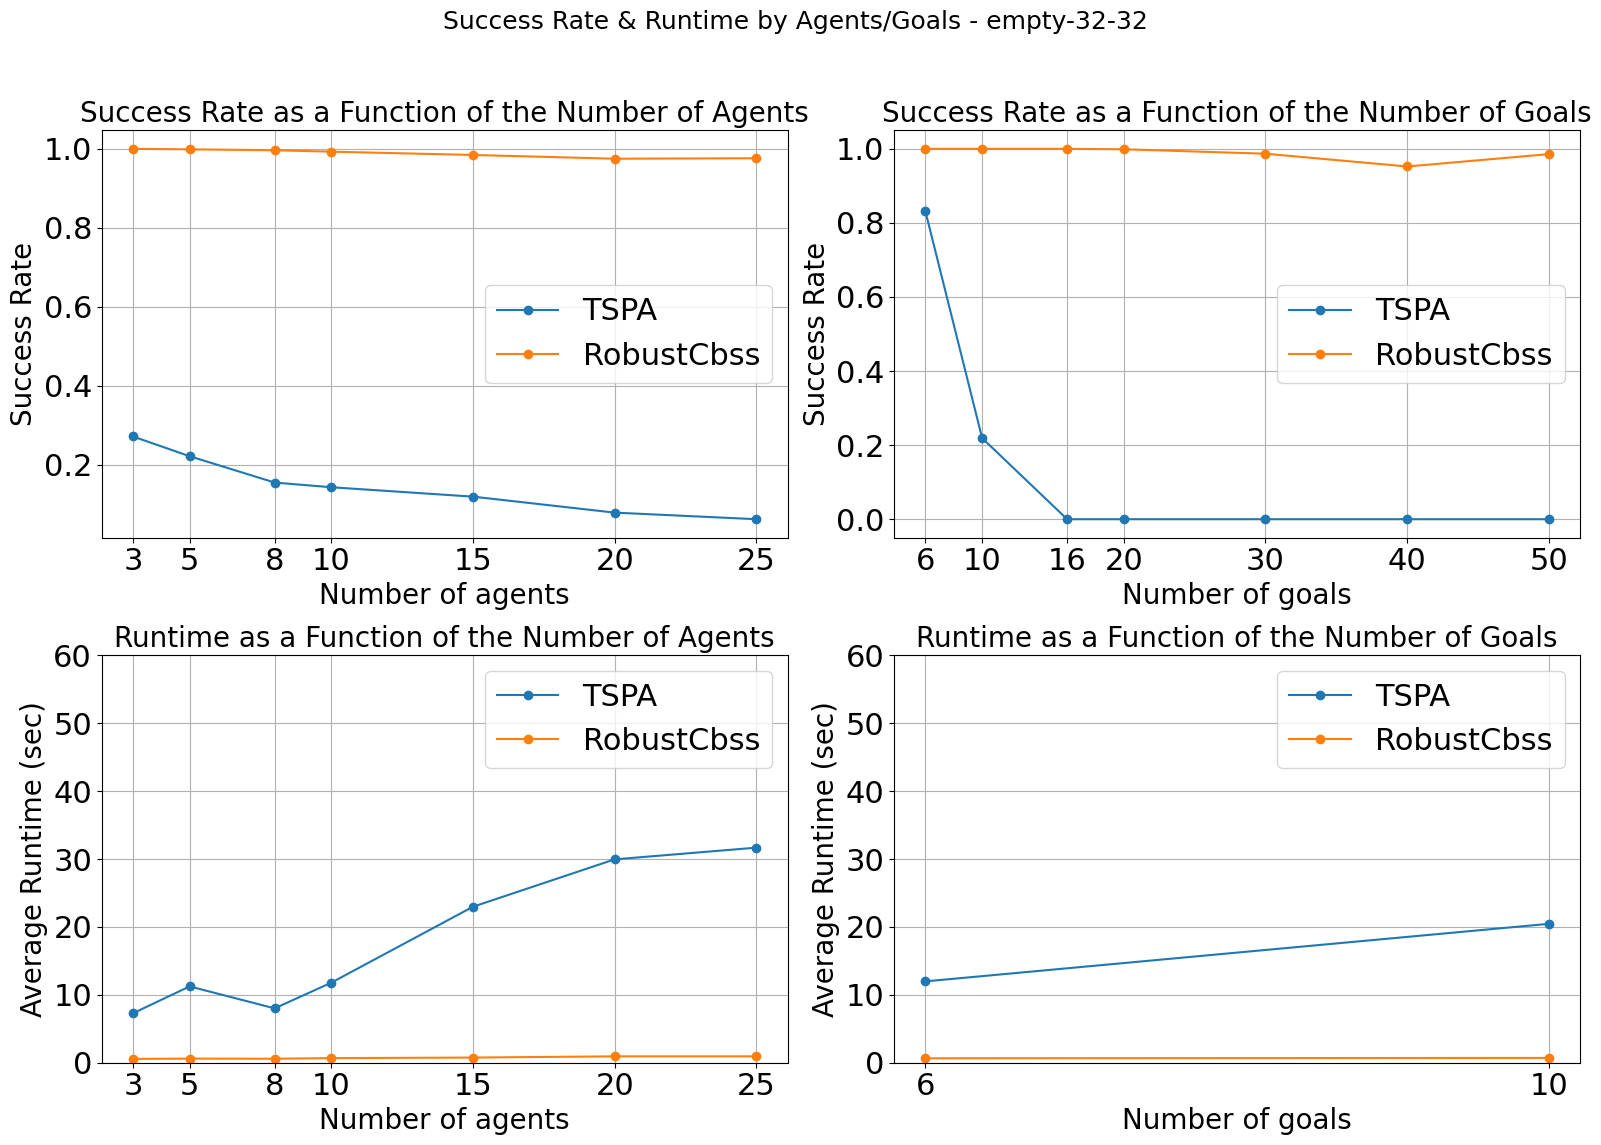 Success Rate & Runtime by Agents/Goals - empty-32-32
Success Rate as a Function of the Number of Agents
Success Rate
1.0
0.8
0.6
0.4
0.2
TSPA
RobustCbss
3 5 8 10 15 20 25
Number of agents
Success Rate as a Function of the Number of Goals
Success Rate
1.0
0.8
0.6
0.4
0.2
0.0
TSPA
RobustCbss
6 10 16 20 30 40 50
Number of goals
Runtime as a Function of the Number of Agents
Average Runtime (sec)
60
50
40
30
20
10
0
TSPA
RobustCbss
3 5 8 10 15 20 25
Number of agents
Runtime as a Function of the Number of Goals
Average Runtime (sec)
60
50
40
30
20
10
0
TSPA
RobustCbss
6 10
Number of goals